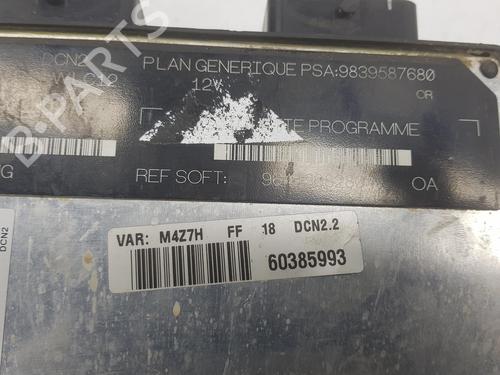 DCN2
PLAN GENERIQUE PSA:9839587680
12V
OR
TE PROGRAMME
REF SOFT:
OA
VAR: M4Z7H FF 18 DCN2.2
60385993
DCN2
B-PARTS